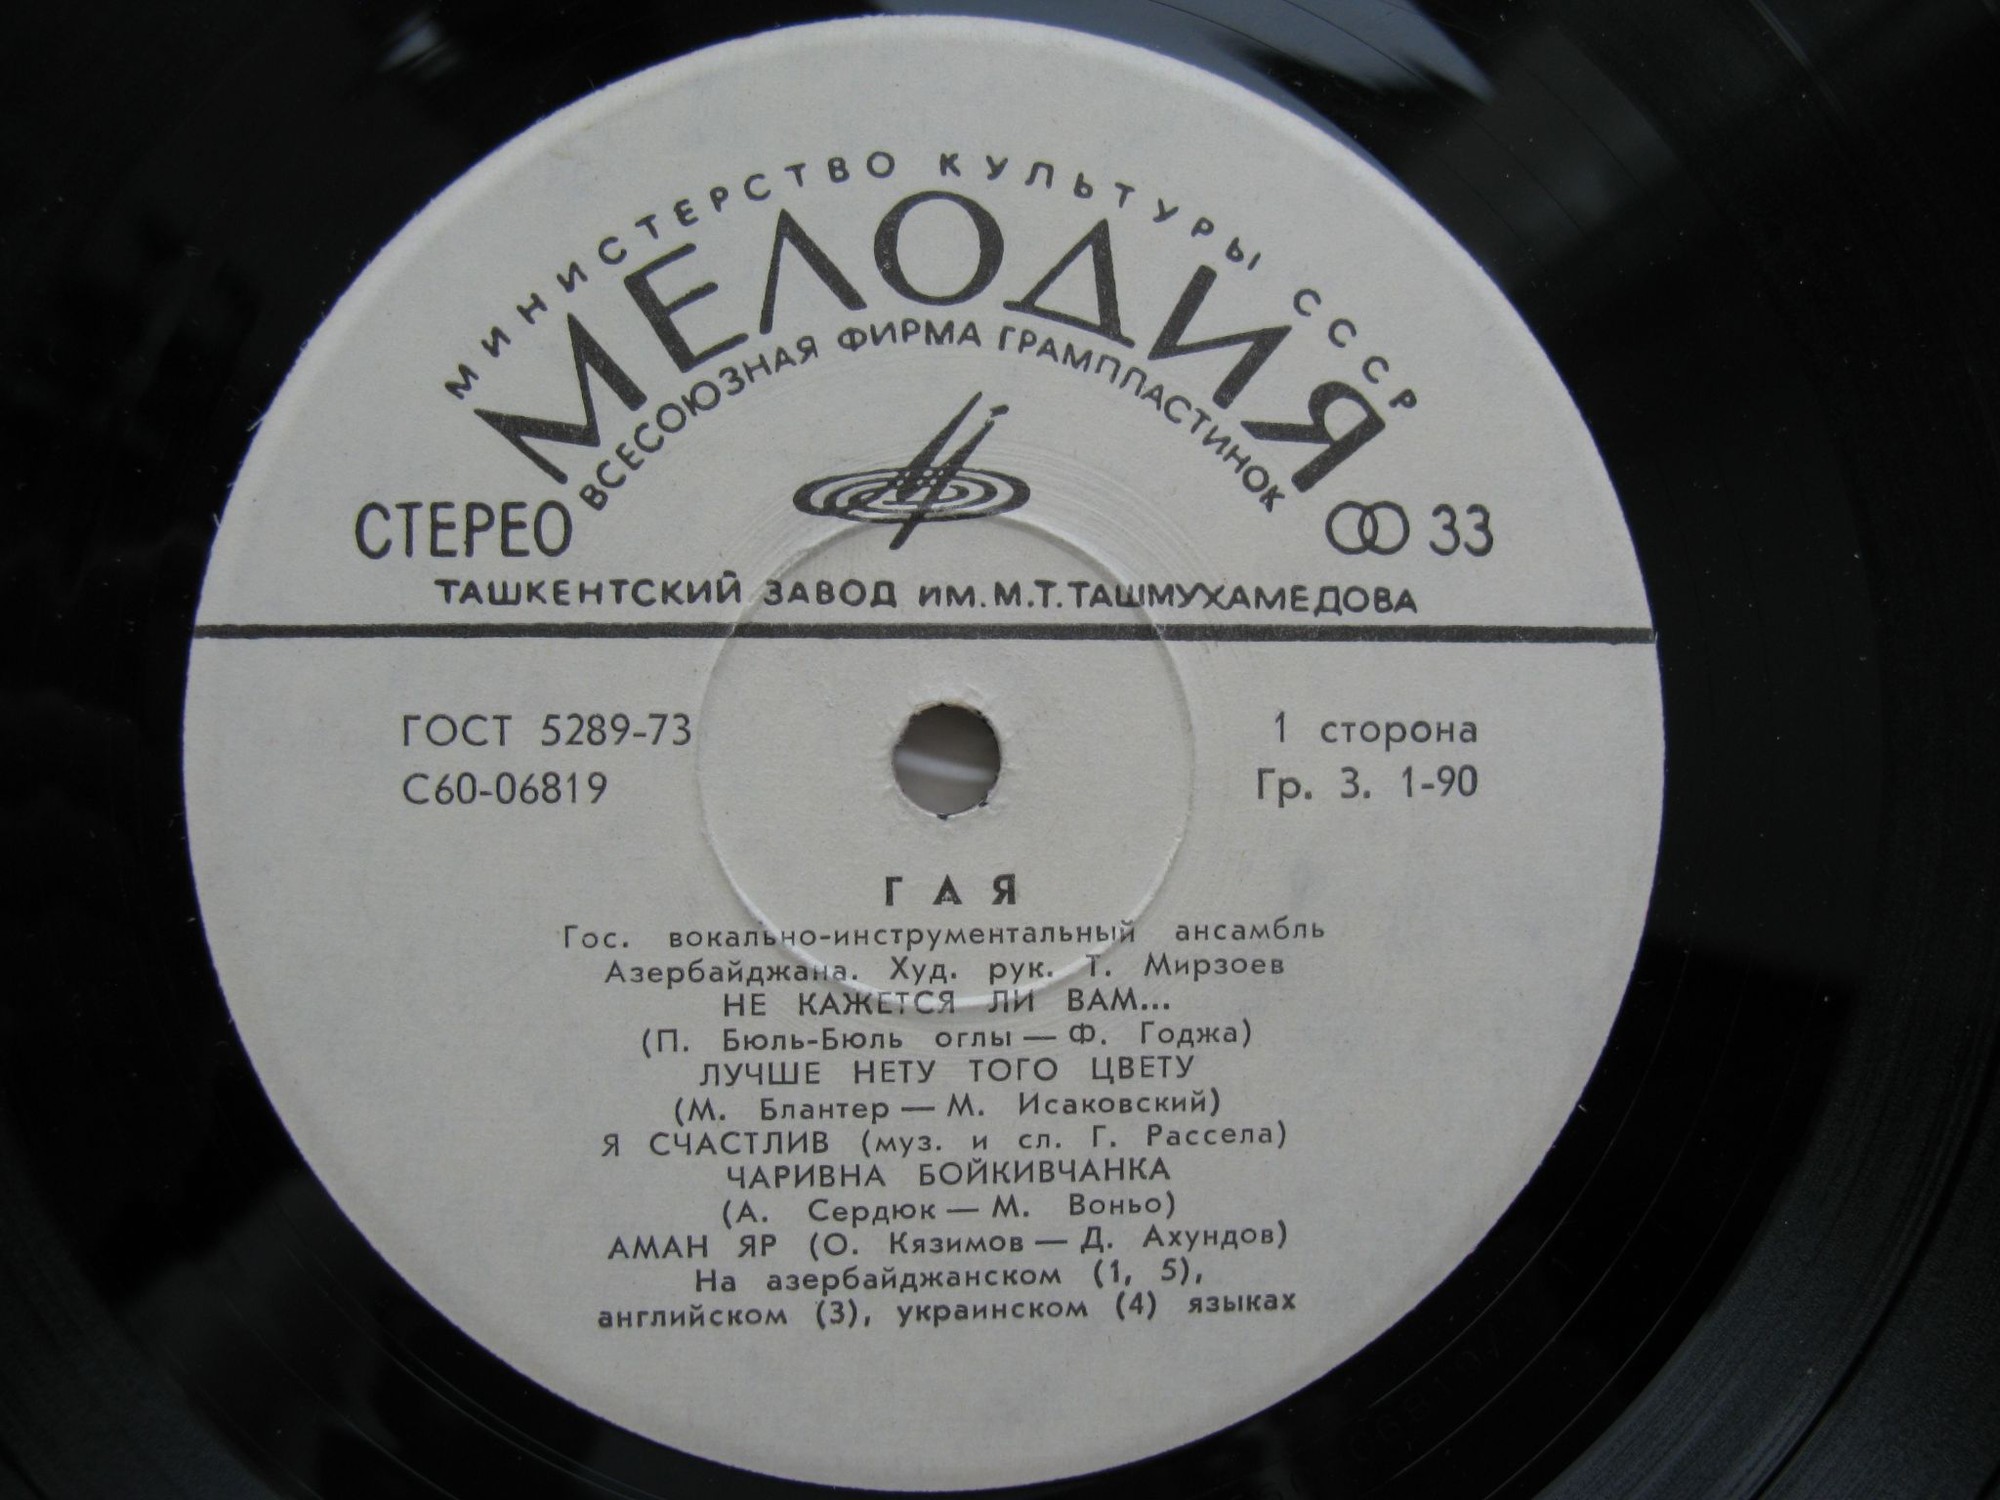 МИНИСТЕРСТВО КУЛЬТУРЫ СССР
МЕЛОДИЯ
ВСЕСОЮЗНАЯ ФИРМА ГРАМПЛАСТИНОК
СТЕРЕО 33
ТАШКЕНТСКИЙ ЗАВОД ИМ. М.Т. ТАШМУХАМЕДОВА
ГОСТ 5289-73 1 сторона
С60-06819 Гр. 3. 1-90
ГАЯ
Гос. вокально-инструментальный ансамбль
Азербайджана. Худ. рук. Т. Мирзоев
НЕ КАЖЕТСЯ ЛИ ВАМ...
(П. Бюль-Бюль оглы — Ф. Годжа)
ЛУЧШЕ НЕТУ ТОГО ЦВЕТУ
(М. Блантер — М. Исаковский)
Я СЧАСТЛИВ (муз. и сл. Г. Рассела)
ЧАРИВНА БОЙКИВЧАНКА
(А. Сердюк — М. Воньо)
АМАН ЯР (О. Кязимов — Д. Ахундов)
На азербайджанском (1, 5),
английском (3), украинском (4) языках